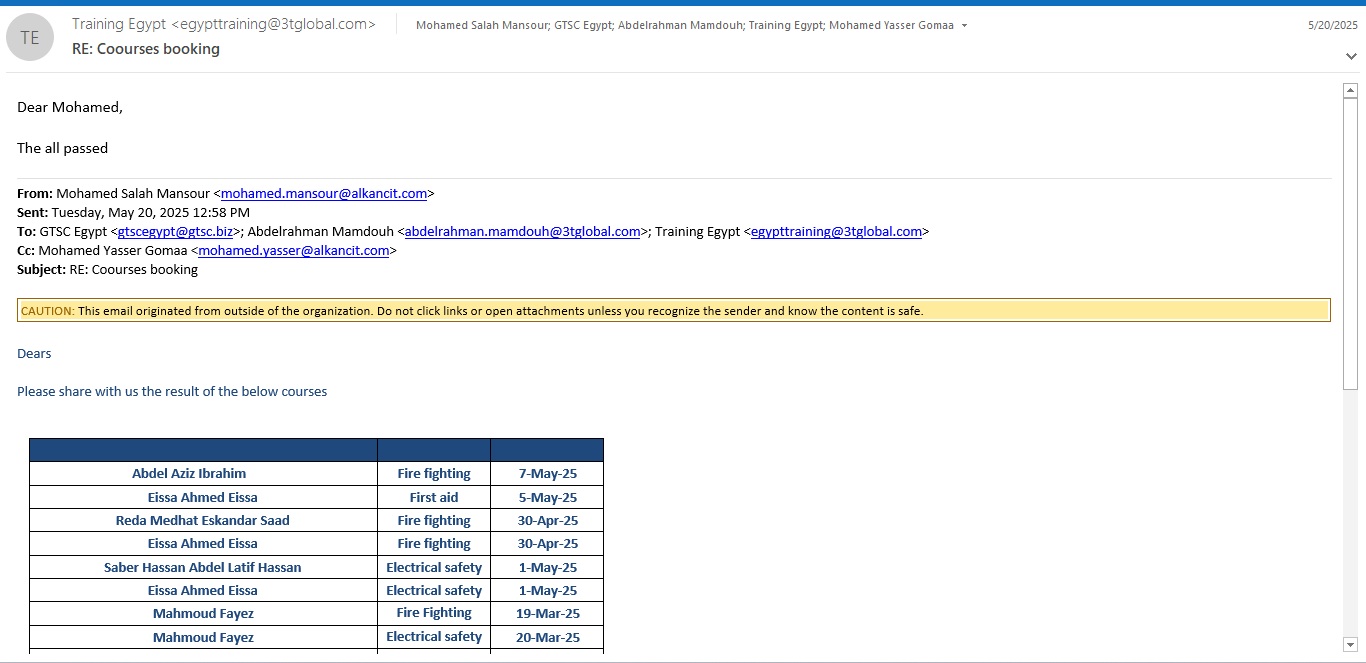 TE
Training Egypt <egypttraining@3tglobal.com>
Mohamed Salah Mansour; GTSC Egypt; Abdelrahman Mamdouh; Training Egypt; Mohamed Yasser Gomaa
5/20/2025
RE: Coourses booking
Dear Mohamed,
The all passed
From: Mohamed Salah Mansour <mohamed.mansour@alkancit.com>
Sent: Tuesday, May 20, 2025 12:58 PM
To: GTSC Egypt <gtscegypt@gtsc.biz>; Abdelrahman Mamdouh <abdelrahman.mamdouh@3tglobal.com>; Training Egypt <egypttraining@3tglobal.com>
Cc: Mohamed Yasser Gomaa <mohamed.yasser@alkancit.com>
Subject: RE: Coourses booking
CAUTION: This email originated from outside of the organization. Do not click links or open attachments unless you recognize the sender and know the content is safe.
Dears
Please share with us the result of the below courses
Abdel Aziz Ibrahim Fire fighting 7-May-25
Eissa Ahmed Eissa First aid 5-May-25
Reda Medhat Eskandar Saad Fire fighting 30-Apr-25
Eissa Ahmed Eissa Fire fighting 30-Apr-25
Saber Hassan Abdel Latif Hassan Electrical safety 1-May-25
Eissa Ahmed Eissa Electrical safety 1-May-25
Mahmoud Fayez Fire Fighting 19-Mar-25
Mahmoud Fayez Electrical safety 20-Mar-25